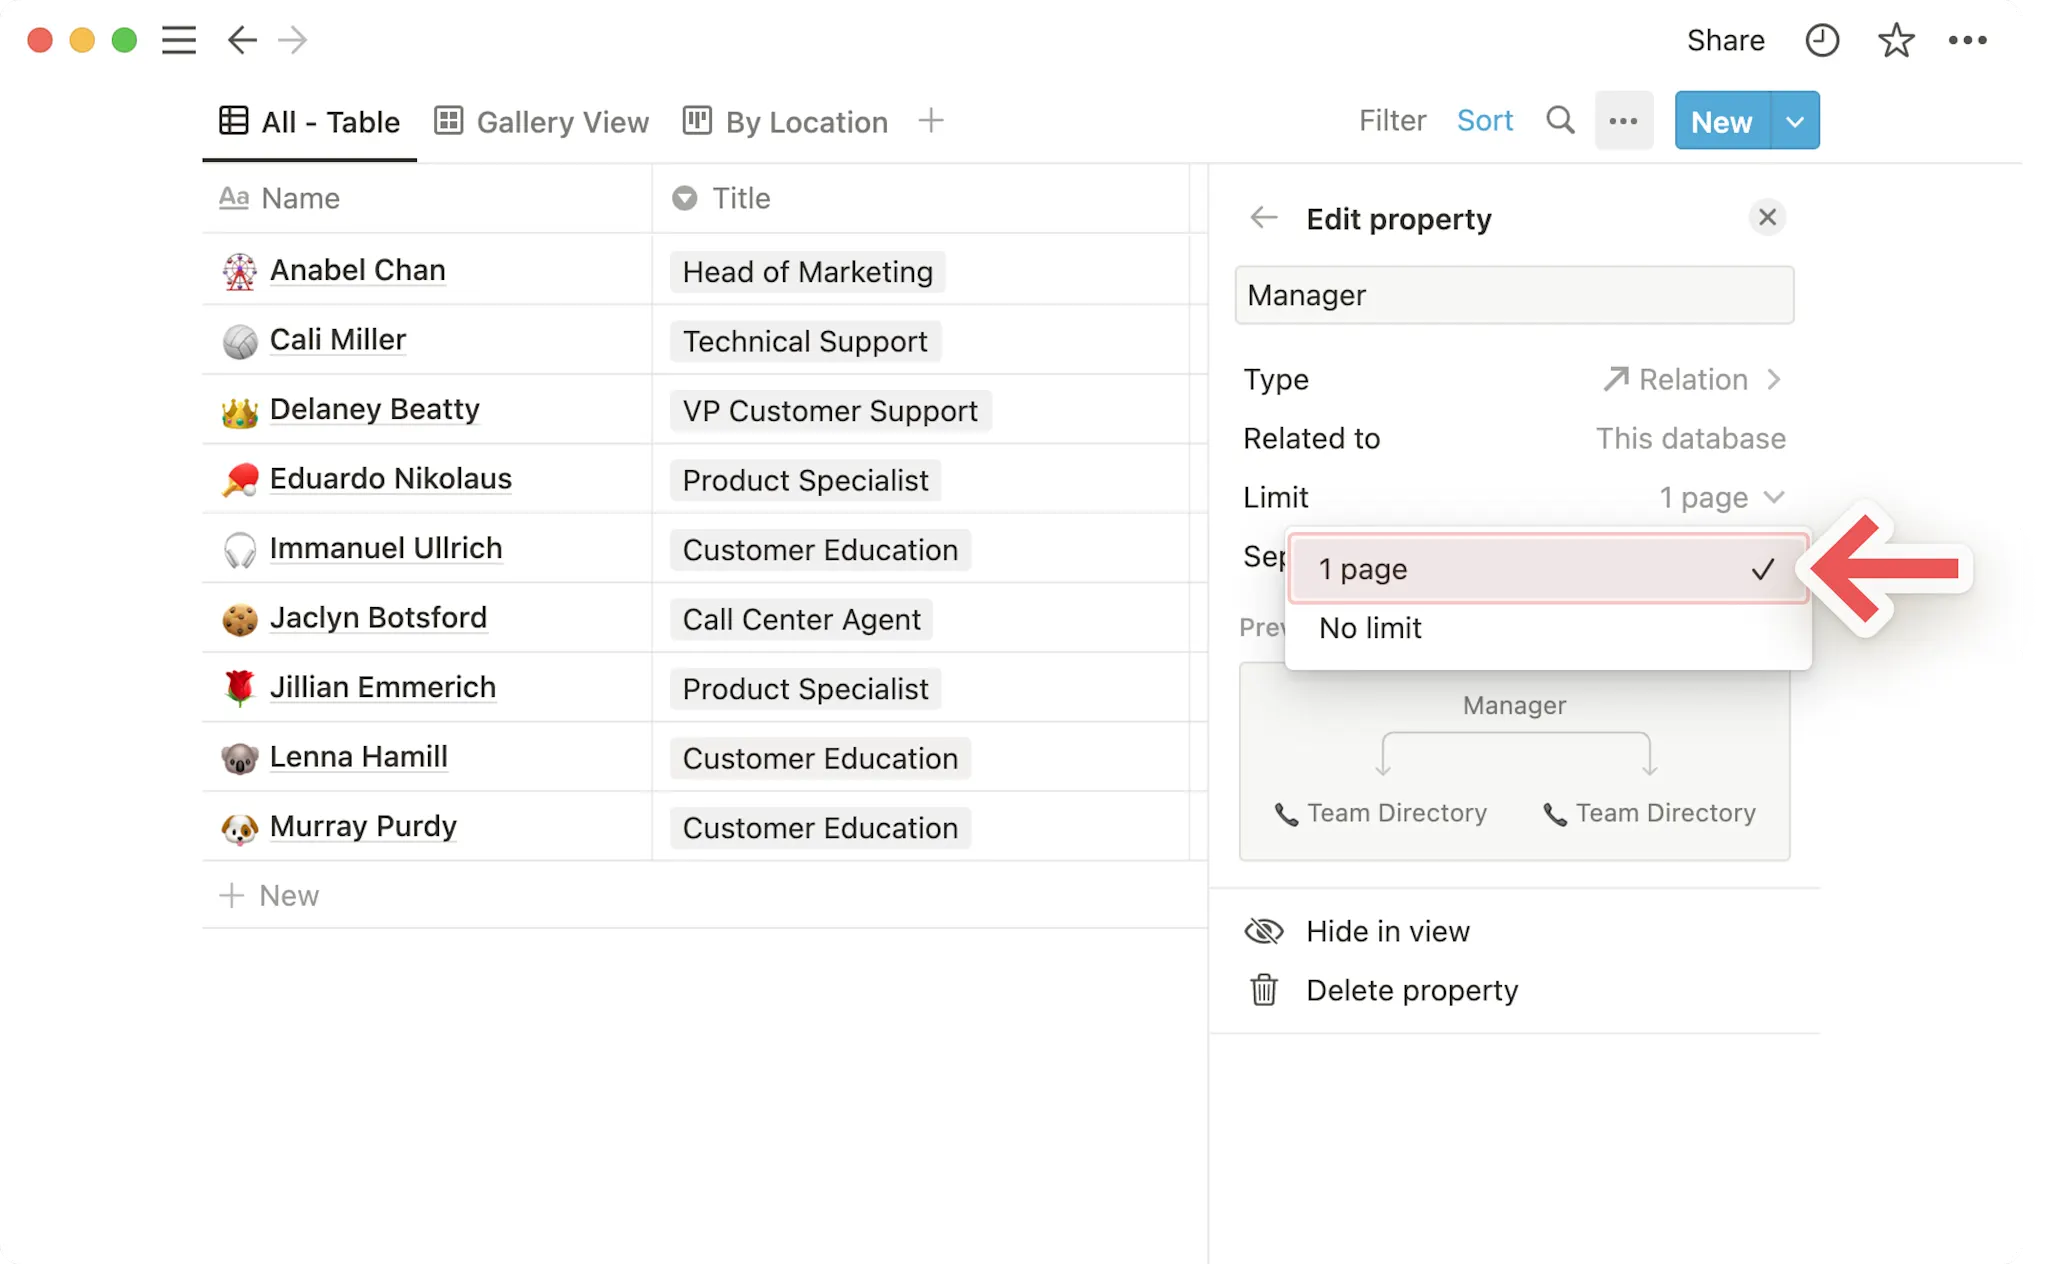 Share
All - Table
Gallery View
By Location
Filter
Sort
New
Aa Name
Title
Anabel Chan
Head of Marketing
Cali Miller
Technical Support
Delaney Beatty
VP Customer Support
Eduardo Nikolaus
Product Specialist
Immanuel Ullrich
Customer Education
Jaclyn Botsford
Call Center Agent
Jillian Emmerich
Product Specialist
Lenna Hamill
Customer Education
Murray Purdy
Customer Education
New
Edit property
Manager
Type
Relation
Related to
This database
Limit
1 page
Sep
1 page
No limit
Prev
Manager
Team Directory
Team Directory
Hide in view
Delete property